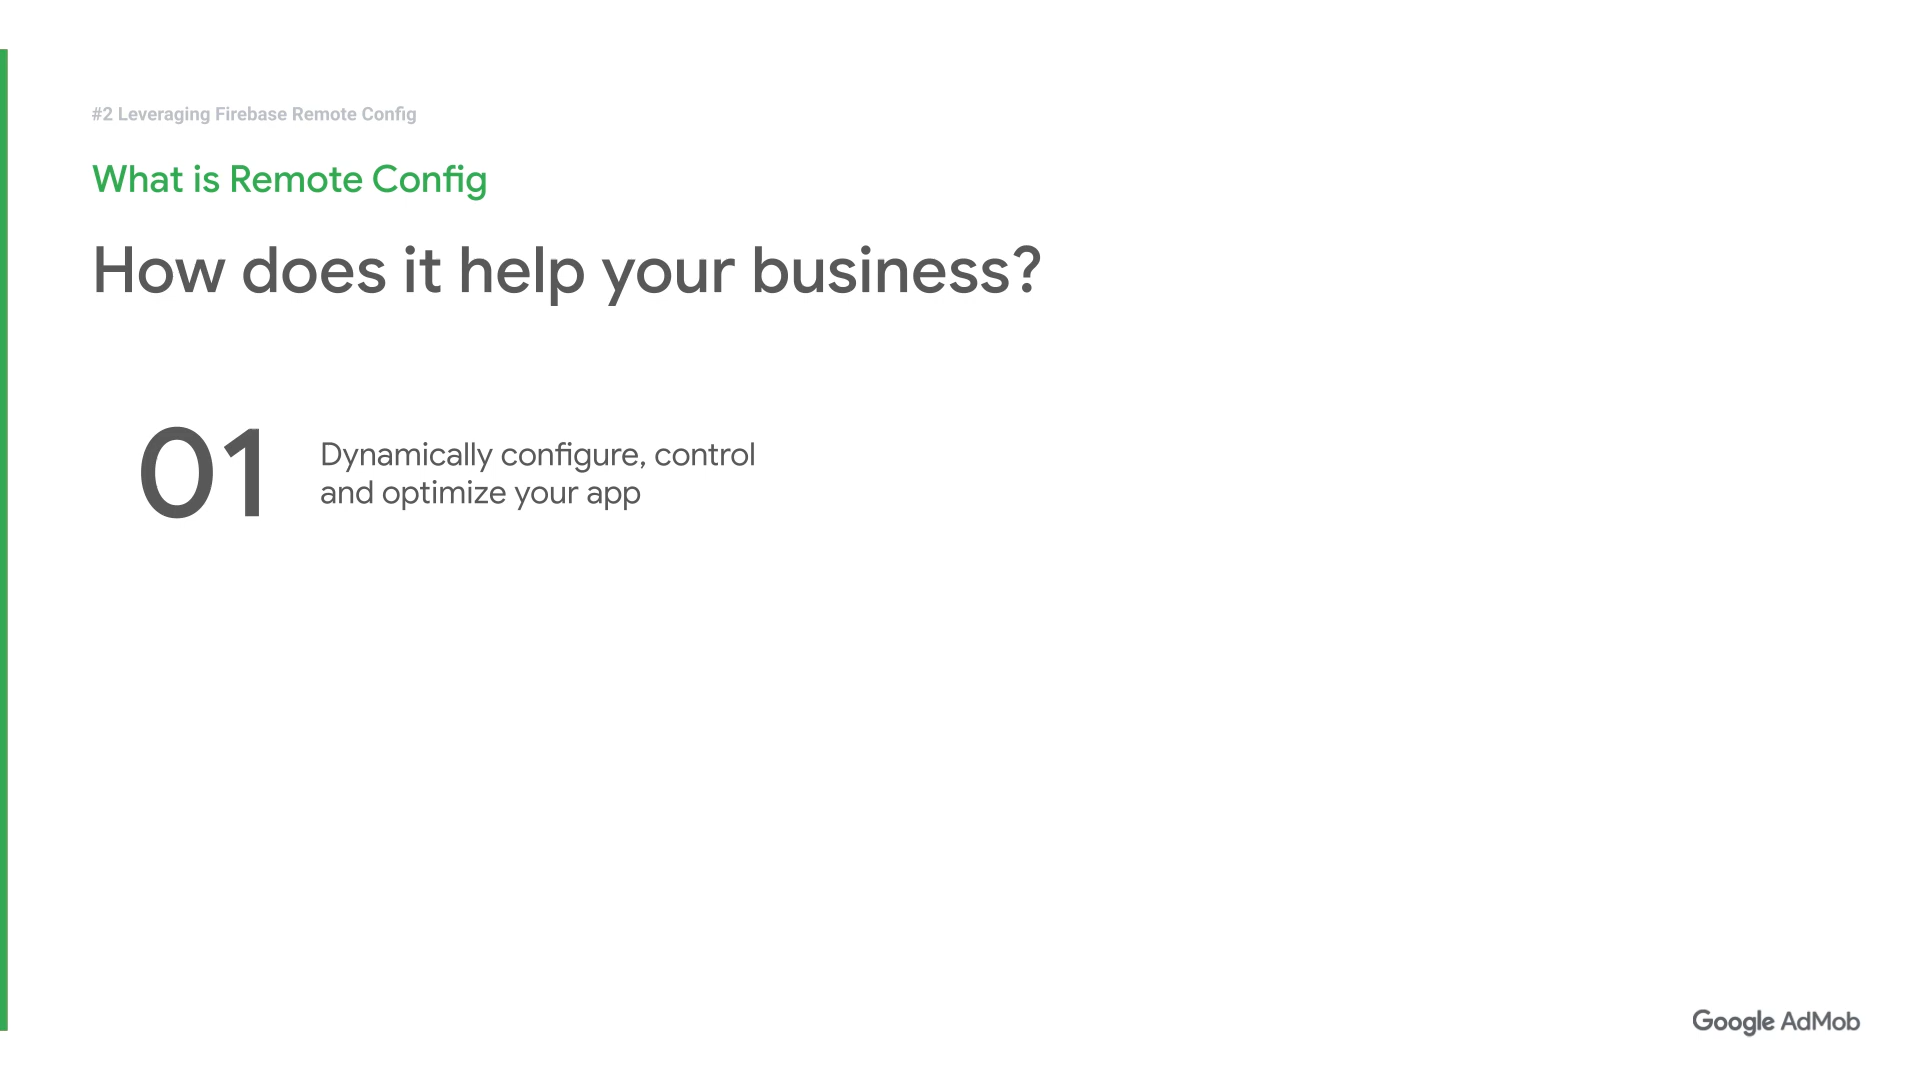 #2 Leveraging Firebase Remote Config
What is Remote Config
How does it help your business?
01
Dynamically configure, control
and optimize your app
Google AdMob